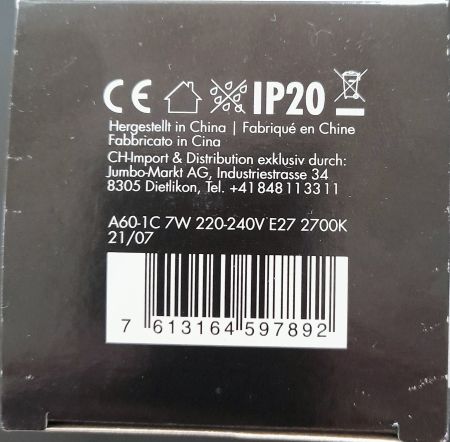 CE IP20
Hergestellt in China | Fabriqué en Chine
Fabbricato in Cina
CH-Import & Distribution exklusiv durch:
Jumbo-Markt AG, Industriestrasse 34
8305 Dietlikon, Tel. +41848113311
A60-1C 7W 220-240V E27 2700K
21/07
7 613164 597892